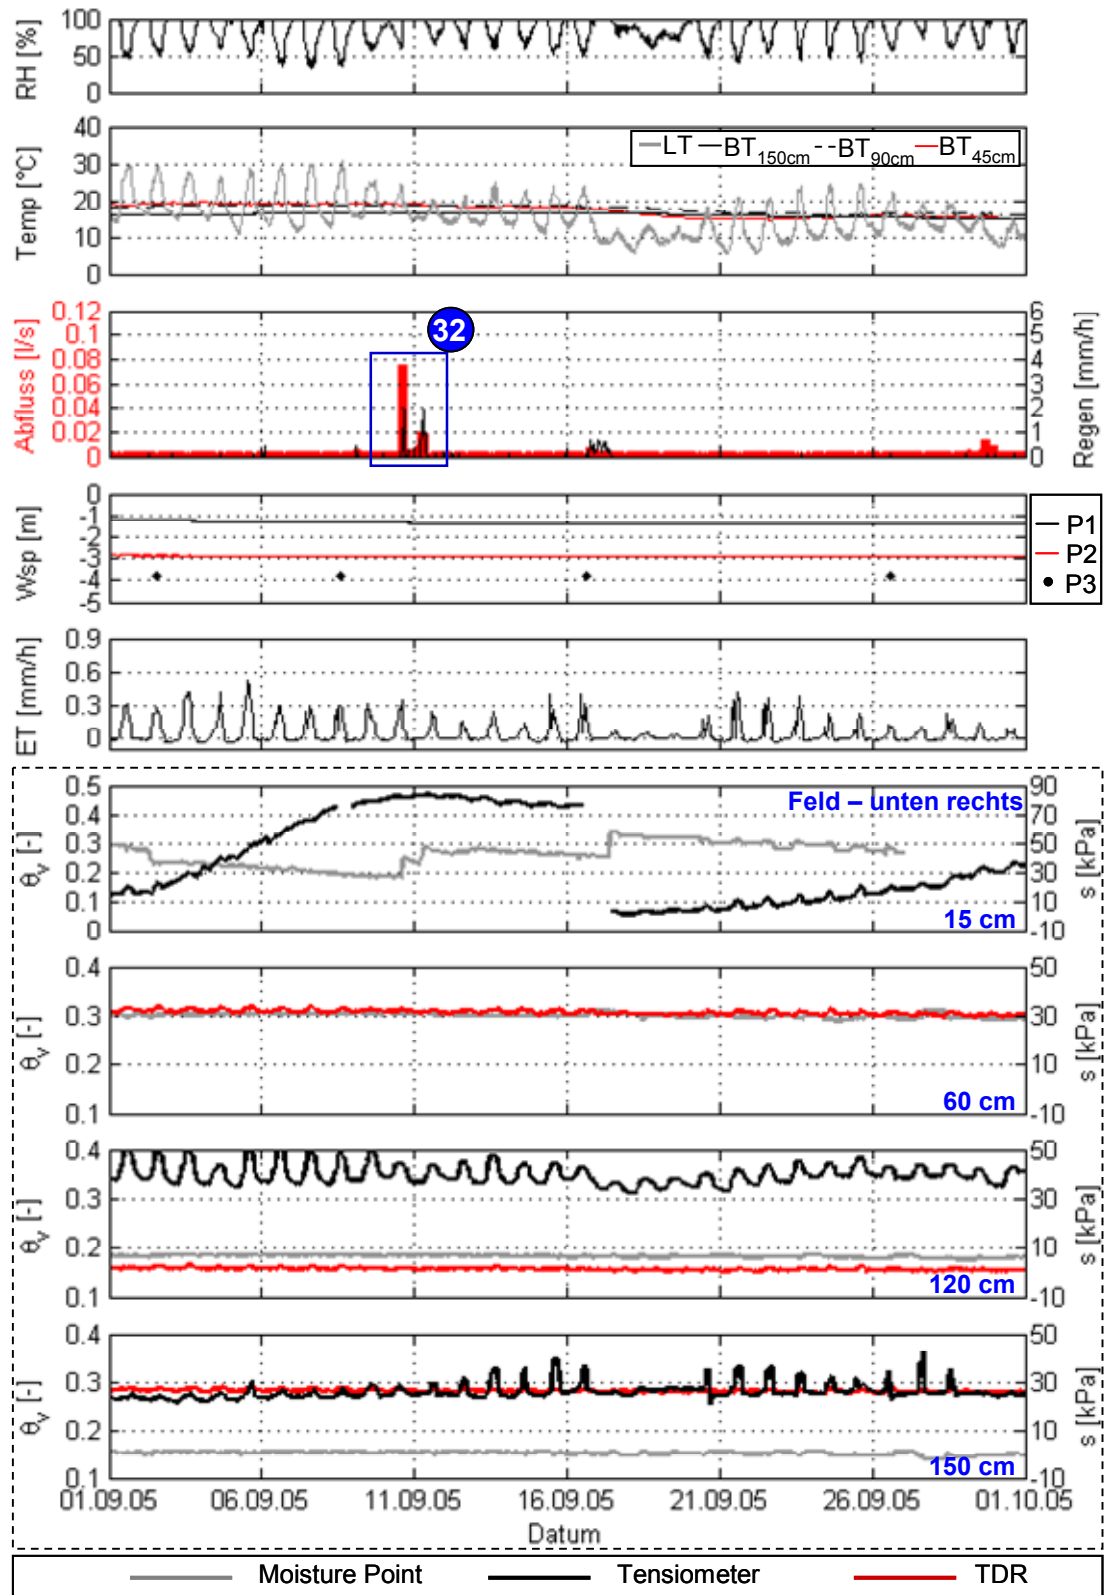 100
50
0
RH [%]
40
30
20
10
0
Temp [°C]
LT BT150cm BT90cm BT45cm
0.12
0.1
0.08
0.06
0.04
0.02
0
Abfluss [l/s]
32
6
5
4
3
2
1
0
Regen [mm/h]
0
-1
-2
-3
-4
-5
Wsp [m]
P1
P2
P3
0.9
0.6
0.3
0
ET [mm/h]
0.5
0.4
0.3
0.2
0.1
0
θv [-]
Feld – unten rechts
15 cm
90
70
50
30
10
-10
s [kPa]
0.4
0.3
0.2
0.1
θv [-]
60 cm
50
30
10
-10
s [kPa]
0.4
0.3
0.2
0.1
θv [-]
120 cm
50
30
10
-10
s [kPa]
0.4
0.3
0.2
0.1
θv [-]
150 cm
50
30
10
-10
s [kPa]
01.09.05 06.09.05 11.09.05 16.09.05 21.09.05 26.09.05 01.10.05
Datum
Moisture Point Tensiometer TDR